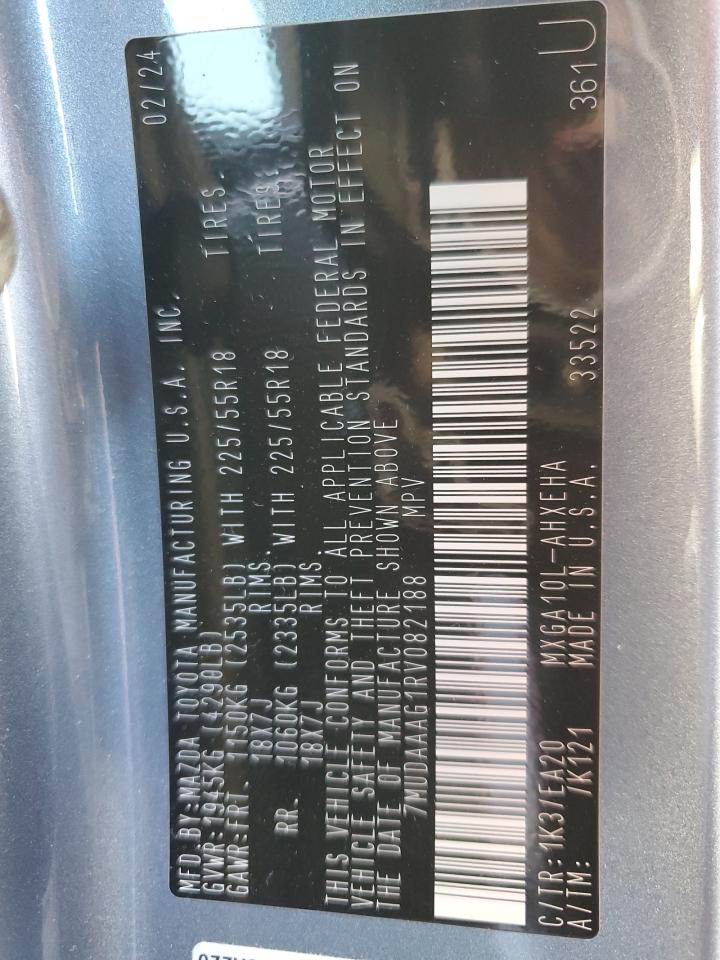 MFD.BY:MAZDA TOYOTA MANUFACTURING U.S.A. INC. 02/24
GVWR:1945KG (4290LB)
GAWR:FRT. 1150KG (2535LB) WITH 225/55R18 TIRES.
18X7J RIMS.
RR. 1060KG (2335LB) WITH 225/55R18 TIRES.
18X7J RIMS.
THIS VEHICLE CONFORMS TO ALL APPLICABLE FEDERAL MOTOR
VEHICLE SAFETY AND THEFT PREVENTION STANDARDS IN EFFECT ON
THE DATE OF MANUFACTURE SHOWN ABOVE
7MUDAAAG1RV082188 MPV
C/TR:1K3/EA20 MXGA10L-AHXEHA
A/TM: /K121 MADE IN U.S.A. 33522 361U